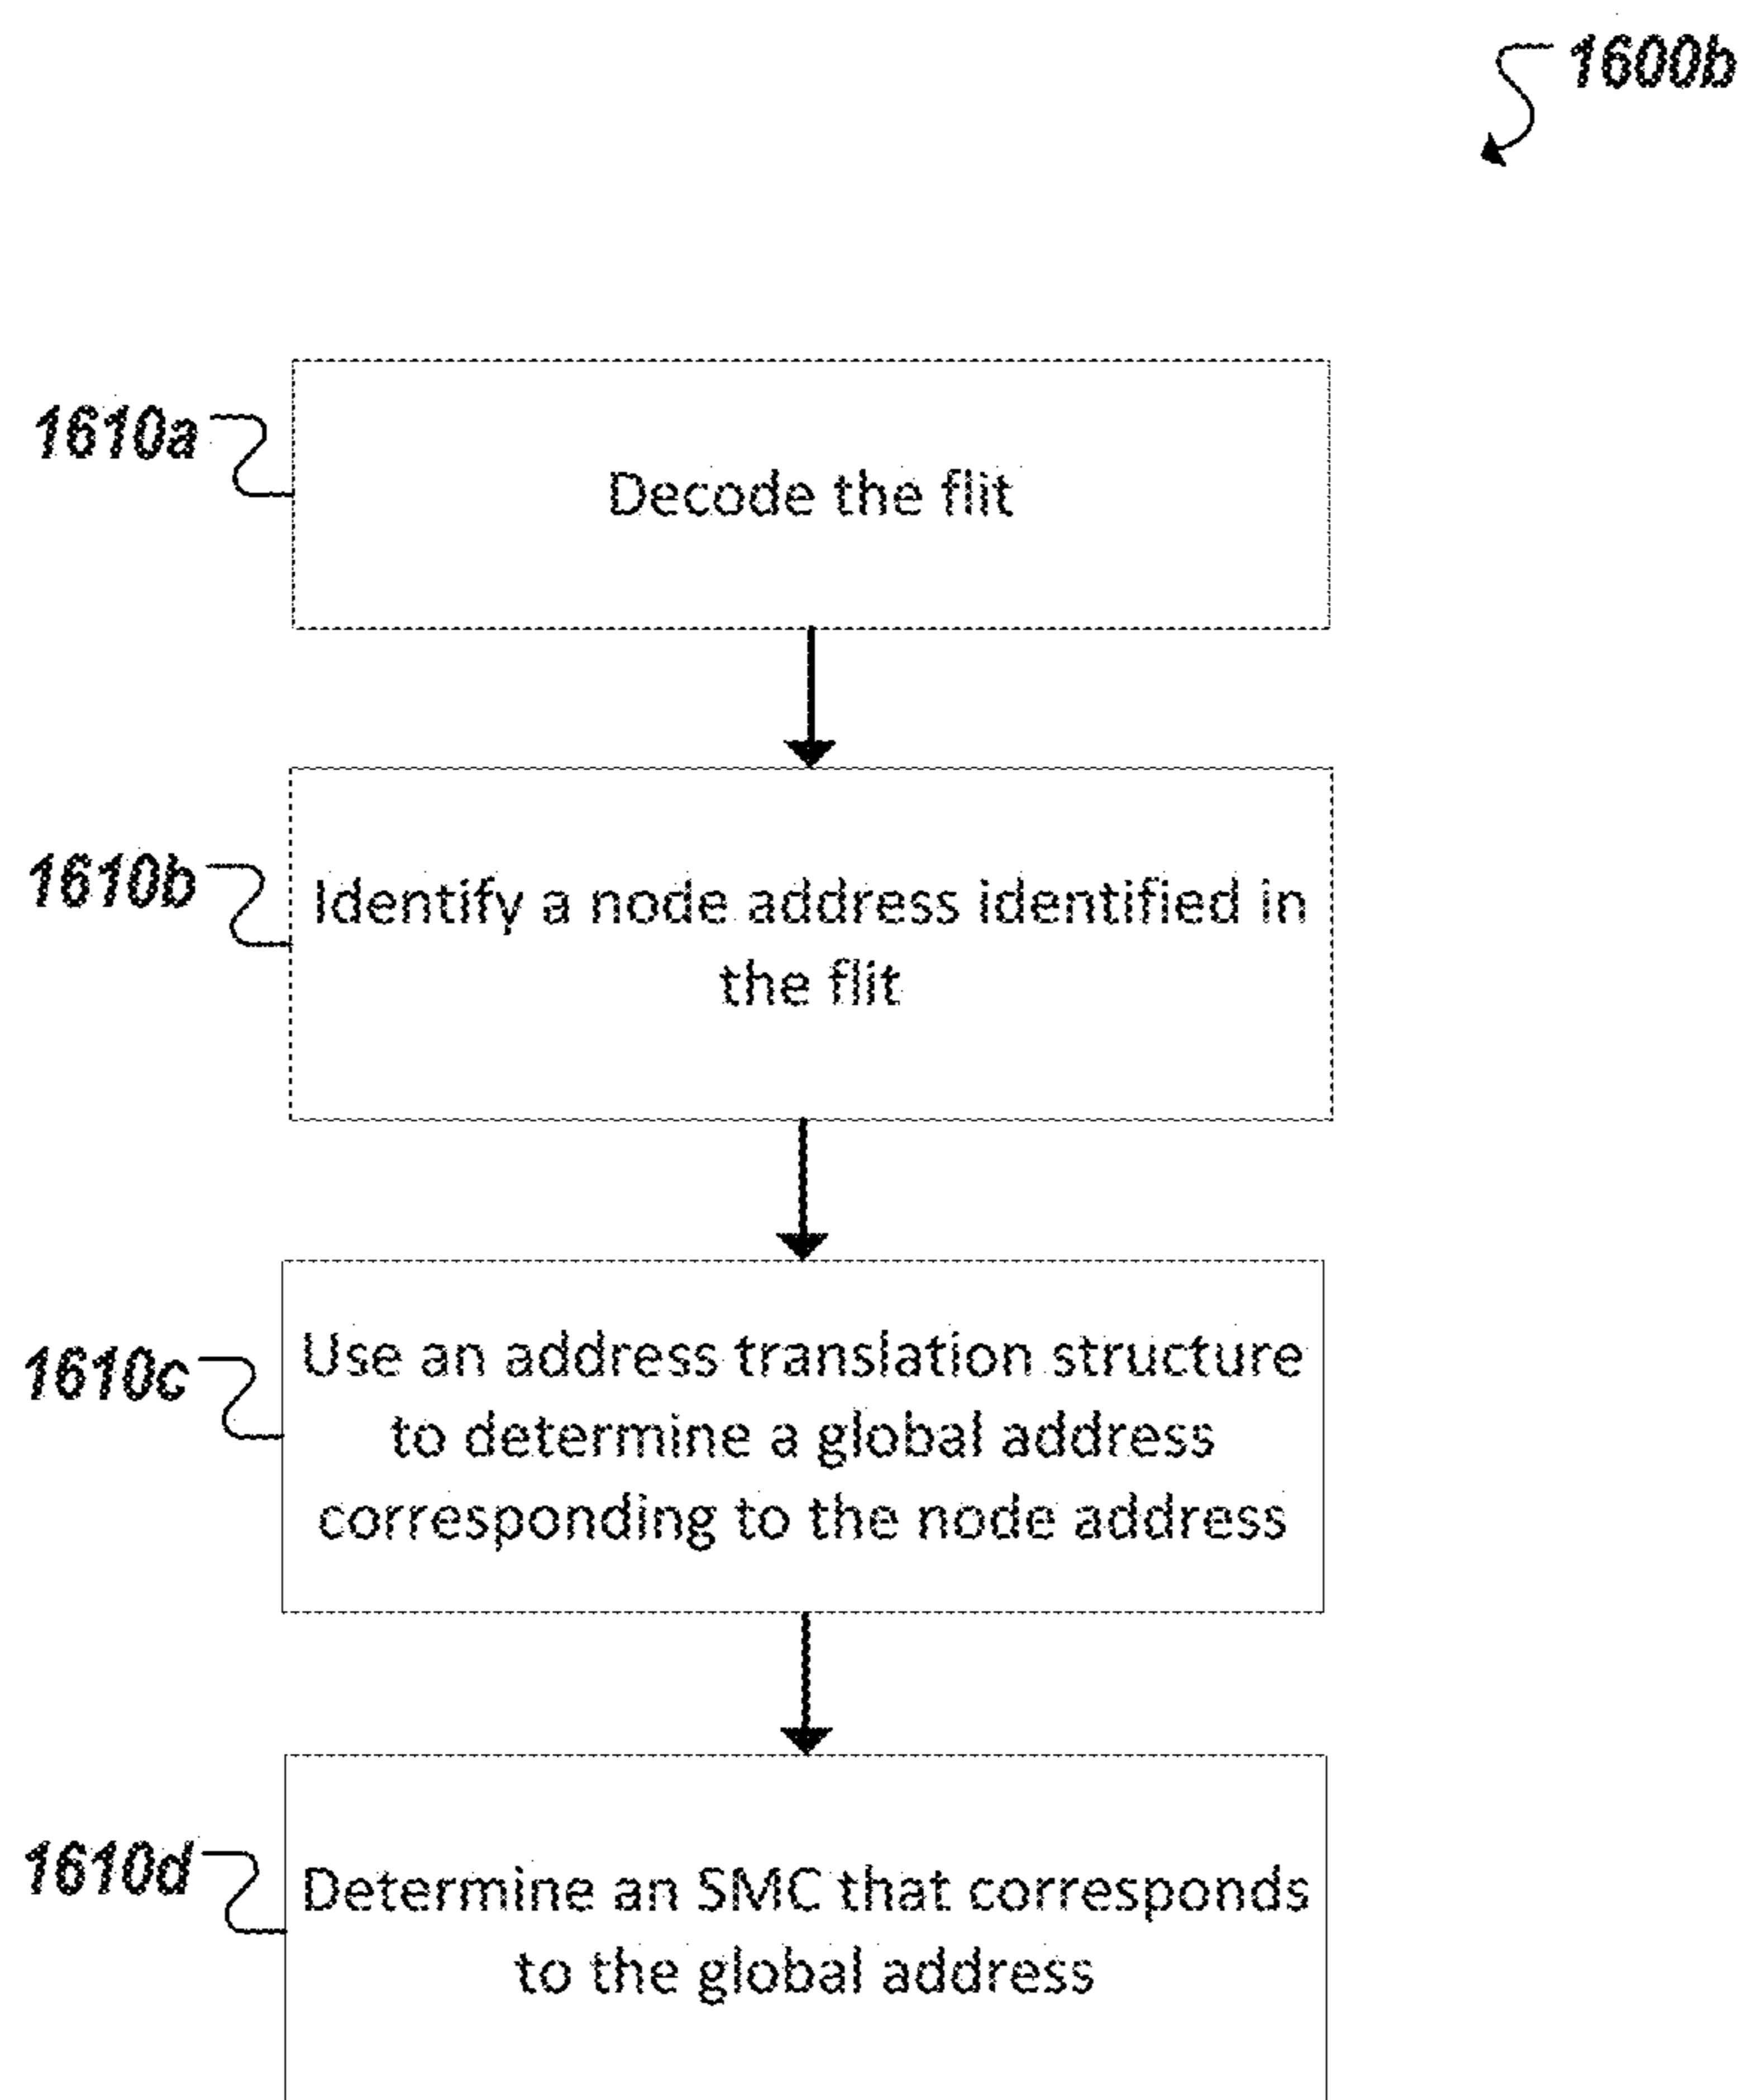 1600b
1610a
Decode the flit
1610b
Identify a node address identified in
the flit
1610c
Use an address translation structure
to determine a global address
corresponding to the node address
1610d
Determine an SMC that corresponds
to the global address